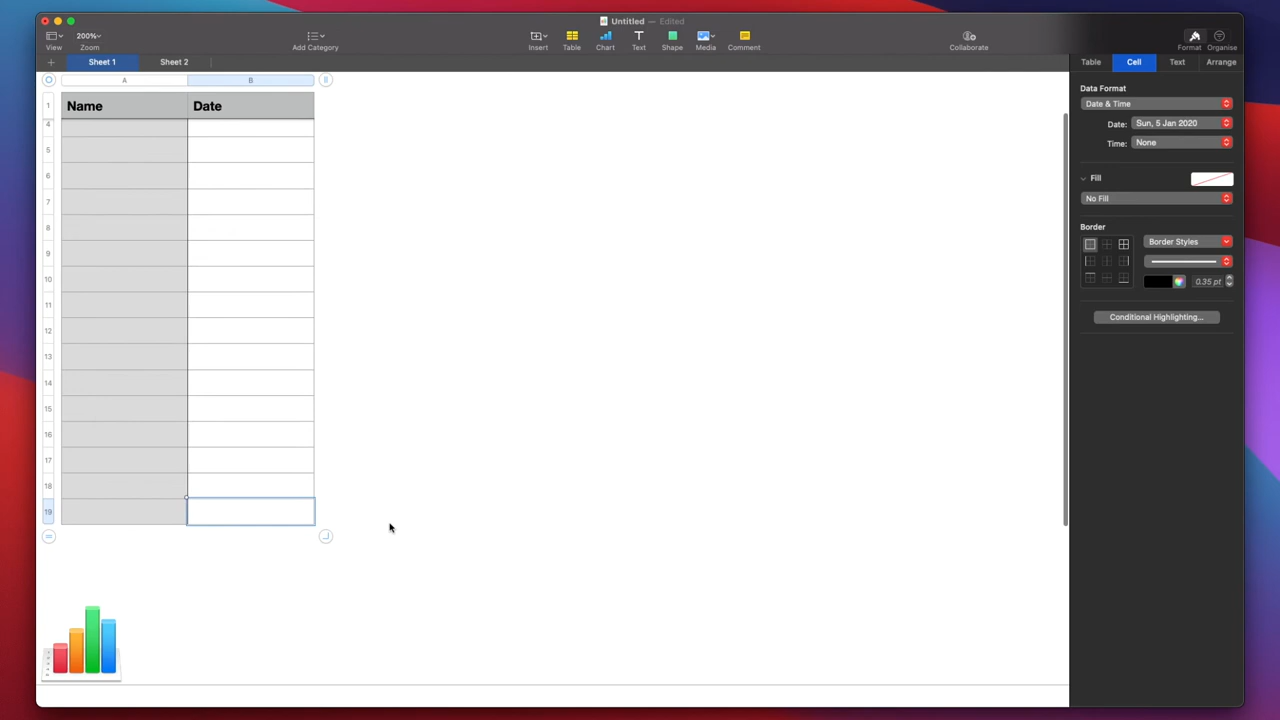 Untitled — Edited
200%
View
Zoom
Add Category
Insert
Table
Chart
Text
Shape
Media
Comment
Collaborate
Format
Organise
Sheet 1
Sheet 2
Table
Cell
Text
Arrange
A
B
1
Name
Date
4
5
6
7
8
9
10
11
12
13
14
15
16
17
18
19
Data Format
Date & Time
Date: Sun, 5 Jan 2020
Time: None
Fill
No Fill
Border
Border Styles
0.35 pt
Conditional Highlighting...